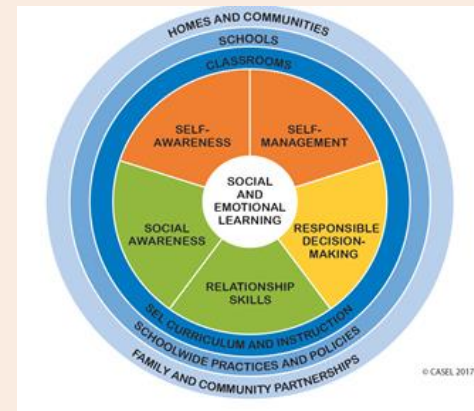 HOMES AND COMMUNITIES
SCHOOLS
CLASSROOMS
SELF-
AWARENESS
SELF-
MANAGEMENT
SOCIAL
AND
EMOTIONAL
LEARNING
SOCIAL
AWARENESS
RESPONSIBLE
DECISION-
MAKING
RELATIONSHIP
SKILLS
SEL CURRICULUM AND INSTRUCTION
SCHOOLWIDE PRACTICES AND POLICIES
FAMILY AND COMMUNITY PARTNERSHIPS
© CASEL 2017